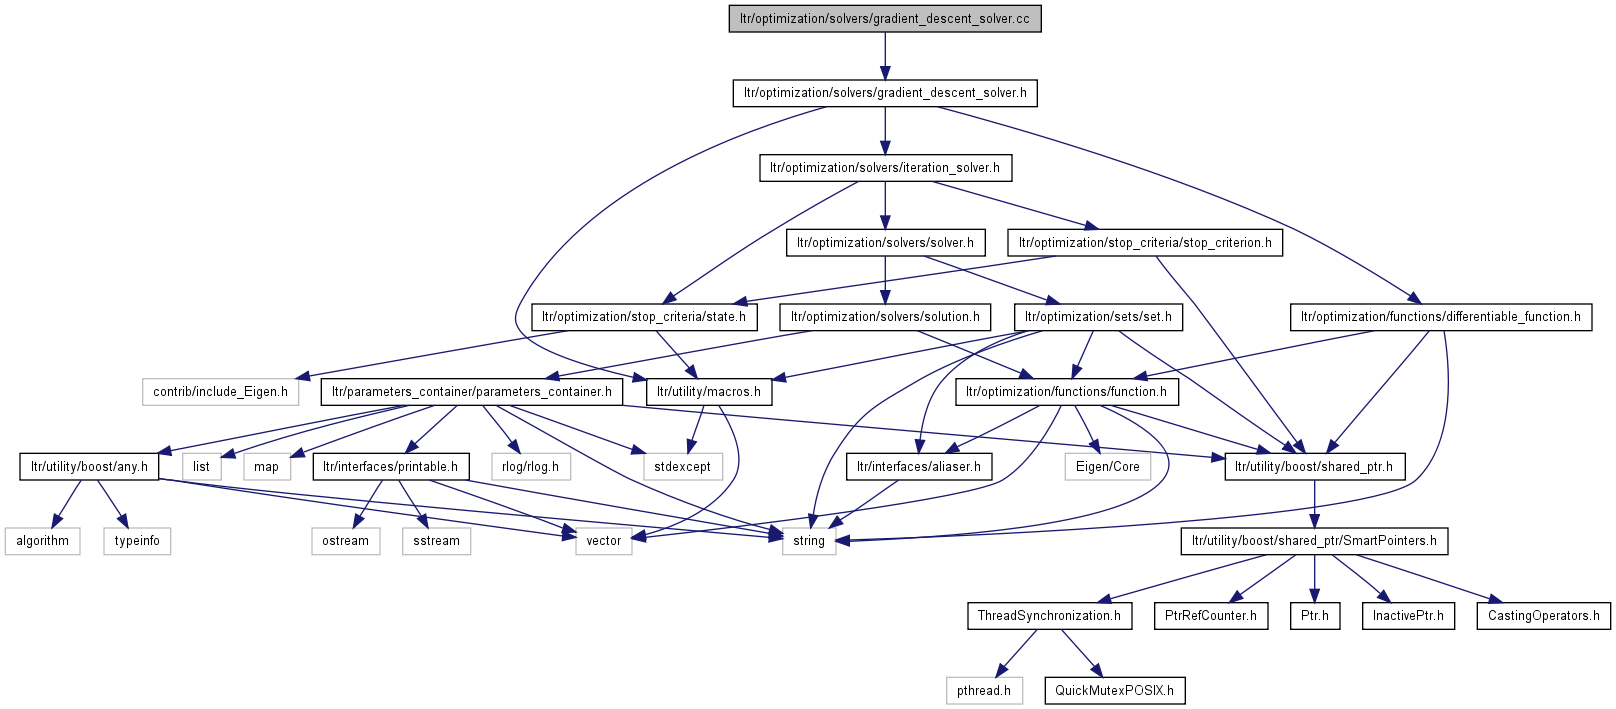 ltr/optimization/solvers/gradient_descent_solver.cc
ltr/optimization/solvers/gradient_descent_solver.h
ltr/optimization/solvers/iteration_solver.h
ltr/optimization/solvers/solver.h
ltr/optimization/stop_criteria/stop_criterion.h
ltr/optimization/stop_criteria/state.h
ltr/optimization/solvers/solution.h
ltr/optimization/sets/set.h
ltr/optimization/functions/differentiable_function.h
contrib/include_Eigen.h
ltr/parameters_container/parameters_container.h
ltr/utility/macros.h
ltr/optimization/functions/function.h
ltr/utility/boost/any.h
list
map
ltr/interfaces/printable.h
rlog/rlog.h
stdexcept
ltr/interfaces/aliaser.h
Eigen/Core
ltr/utility/boost/shared_ptr.h
algorithm
typeinfo
ostream
sstream
vector
string
ltr/utility/boost/shared_ptr/SmartPointers.h
ThreadSynchronization.h
PtrRefCounter.h
Ptr.h
InactivePtr.h
CastingOperators.h
pthread.h
QuickMutexPOSIX.h